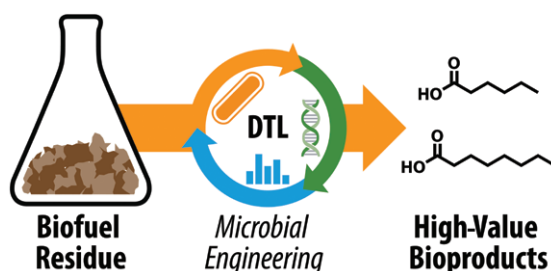 DTL
O
HO
O
HO
Biofuel
Residue
Microbial
Engineering
High-Value
Bioproducts